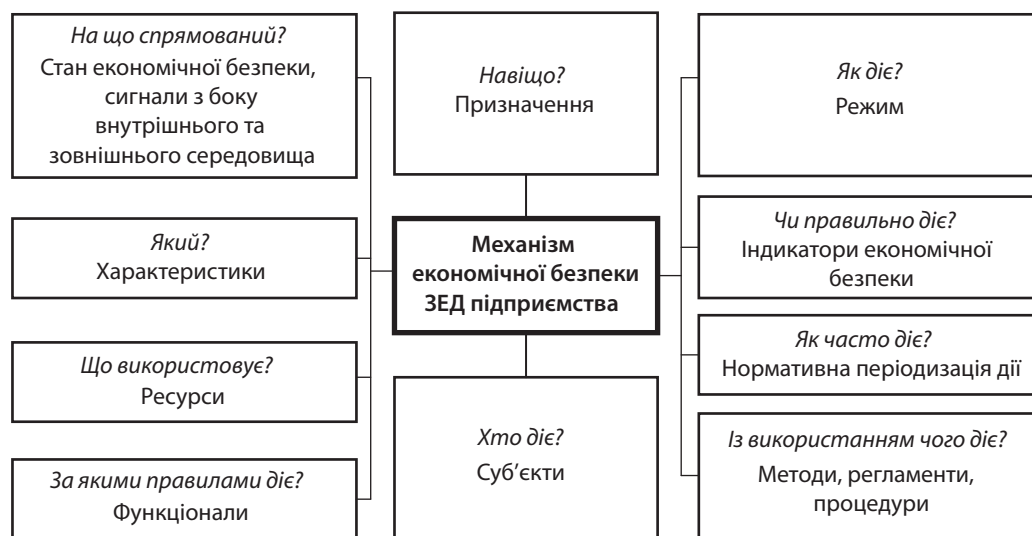 На що спрямований?
Стан економічної безпеки,
сигнали з боку
внутрішнього та
зовнішнього середовища
Який?
Характеристики
Що використовує?
Ресурси
За якими правилами діє?
Функціонали
Навіщо?
Призначення
Механізм
економічної безпеки
ЗЕД підприємства
Хто діє?
Суб’єкти
Як діє?
Режим
Чи правильно діє?
Індикатори економічної
безпеки
Як часто діє?
Нормативна періодизація дії
Із використанням чого діє?
Методи, регламенти,
процедури